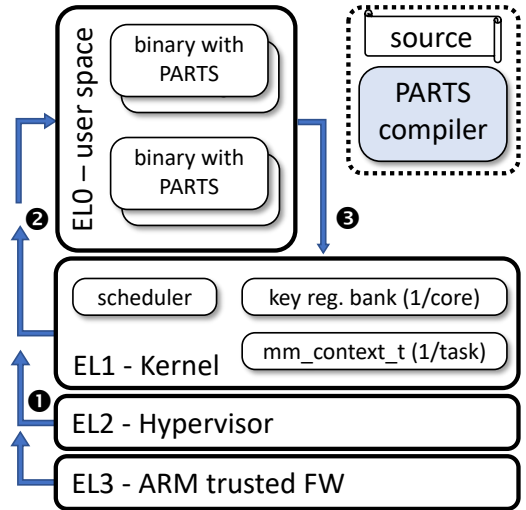 binary with
PARTS
binary with
PARTS
EL0 – user space
source
PARTS
compiler
❷
❸
scheduler
key reg. bank (1/core)
mm_context_t (1/task)
EL1 - Kernel
❶
EL2 - Hypervisor
EL3 - ARM trusted FW